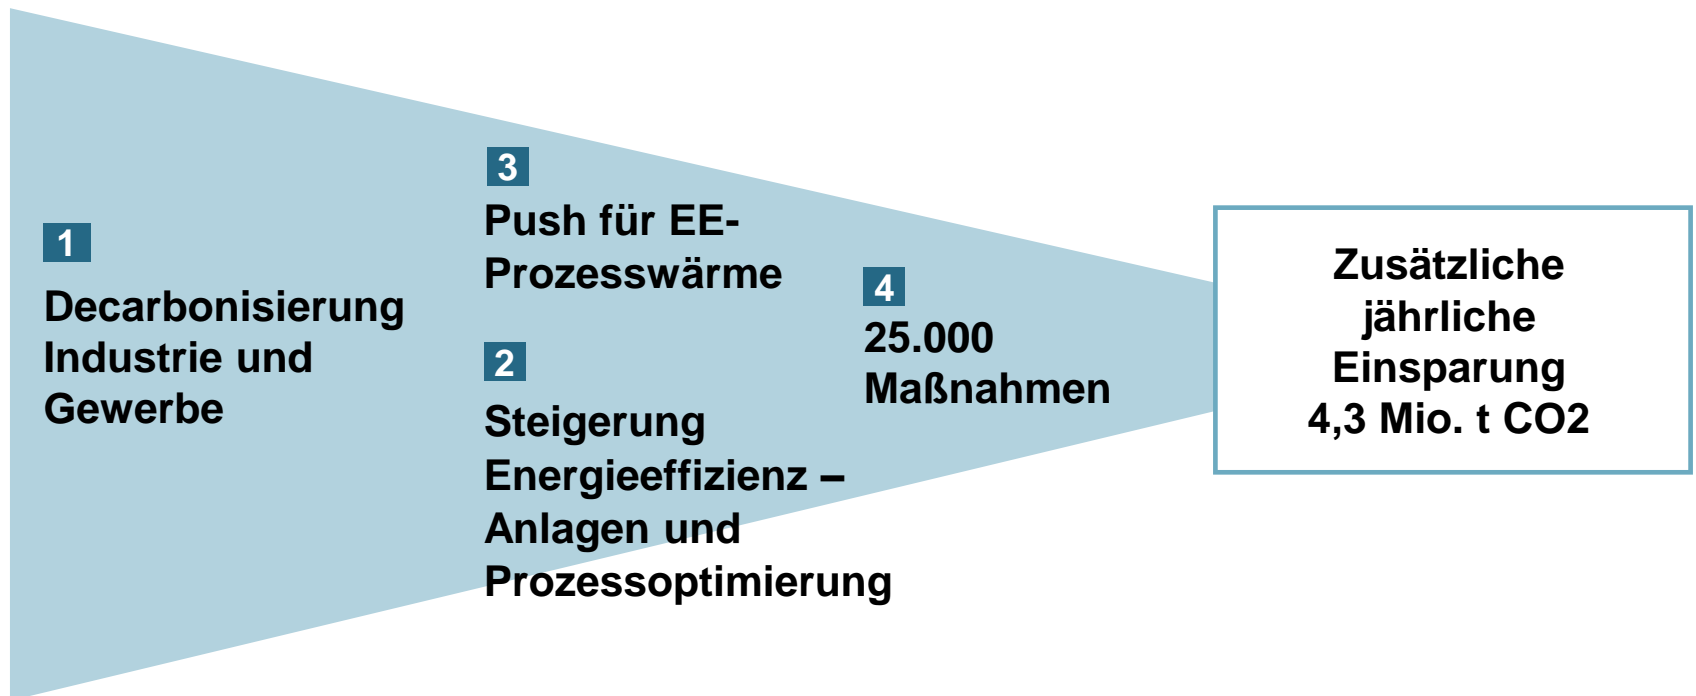 1
Decarbonisierung
Industrie und
Gewerbe
3
Push für EE-
Prozesswärme
2
Steigerung
Energieeffizienz –
Anlagen und
Prozessoptimierung
4
25.000
Maßnahmen
Zusätzliche
jährliche
Einsparung
4,3 Mio. t CO2